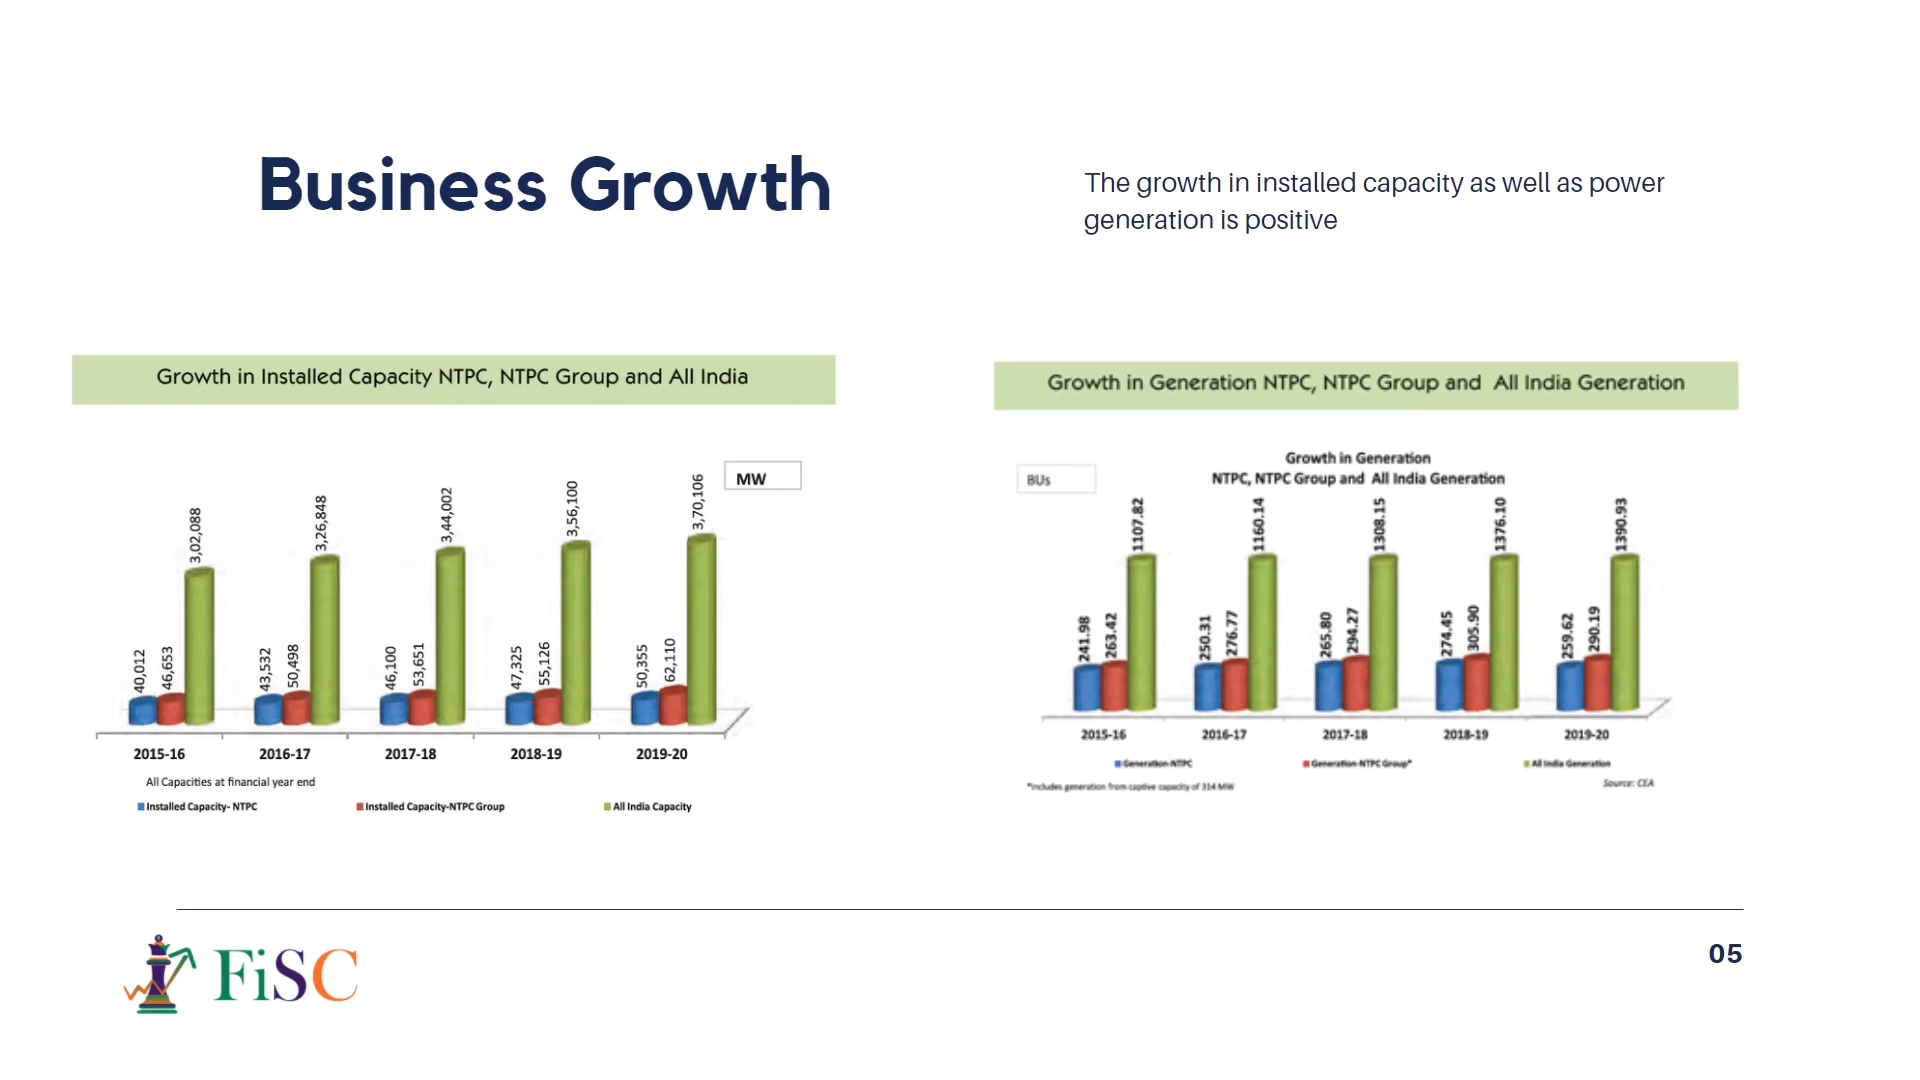 Business Growth
The growth in installed capacity as well as power
generation is positive
Growth in Installed Capacity NTPC, NTPC Group and All India
MW
40,012
46,653
3,02,088
43,532
50,498
3,26,848
46,100
53,651
3,44,002
47,325
55,126
3,56,100
50,355
62,110
3,70,106
2015-16 2016-17 2017-18 2018-19 2019-20
All Capacities at financial year end
Installed Capacity- NTPC Installed Capacity-NTPC Group All India Capacity
Growth in Generation NTPC, NTPC Group and All India Generation
Growth in Generation
NTPC, NTPC Group and All India Generation
BUs
241.98
263.42
1107.82
250.31
276.77
1160.14
265.80
294.27
1308.15
274.45
305.90
1376.10
259.62
290.19
1390.93
2015-16 2016-17 2017-18 2018-19 2019-20
Generation-NTPC Generation-NTPC Group* All India Generation
*Includes generation from captive capacity of 314 MW
Source: CEA
FiSC
05